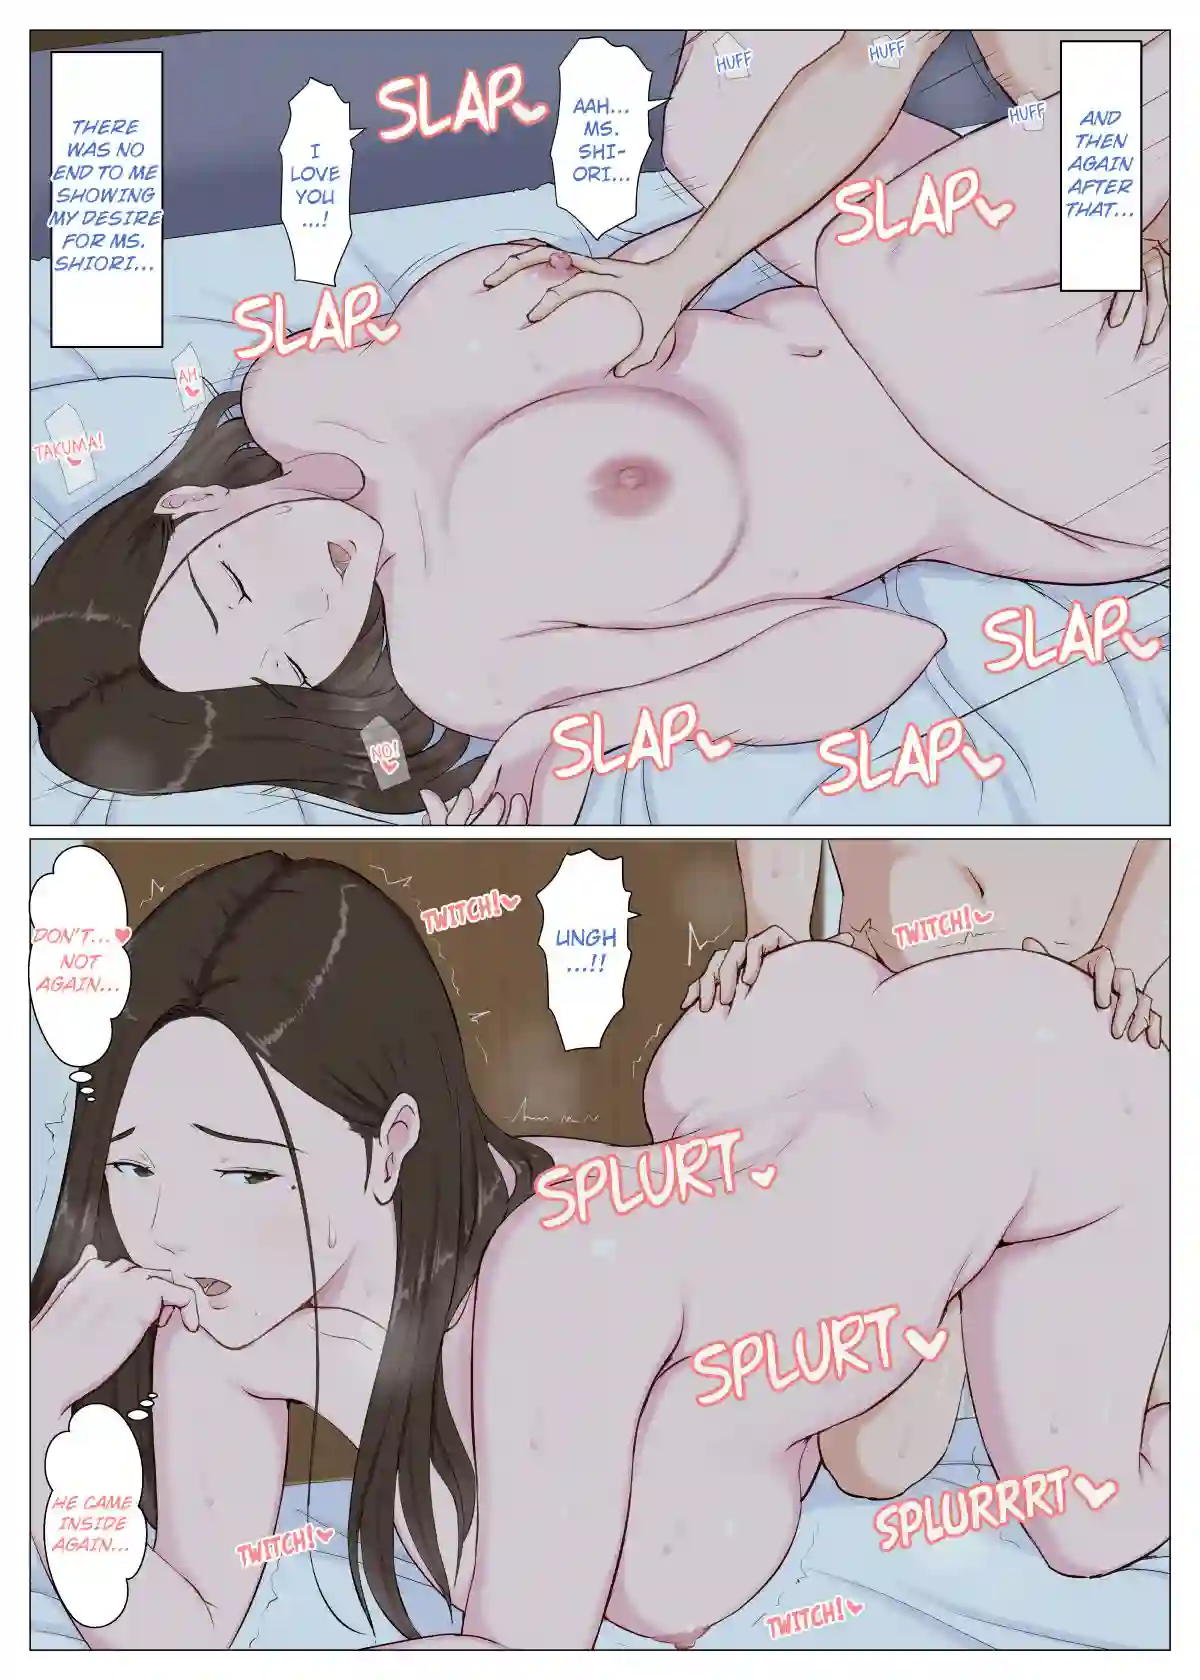 AND
THEN
AGAIN
AFTER
THAT...
HUFF
HUFF
HUFF
AAH...
MS.
SHI-
ORI...
SLAP
SLAP
I
LOVE
YOU
...!
SLAP
THERE
WAS NO
END TO ME
SHOWING
MY DESIRE
FOR MS.
SHIORI...
AH
TAKUMA!
NO!
SLAP
SLAP
SLAP
TWITCH!
UNGH
...!!
TWITCH!
DON'T...
NOT
AGAIN...
SPLURT
SPLURT
SPLURRRT
HE CAME
INSIDE
AGAIN...
TWITCH!
TWITCH!